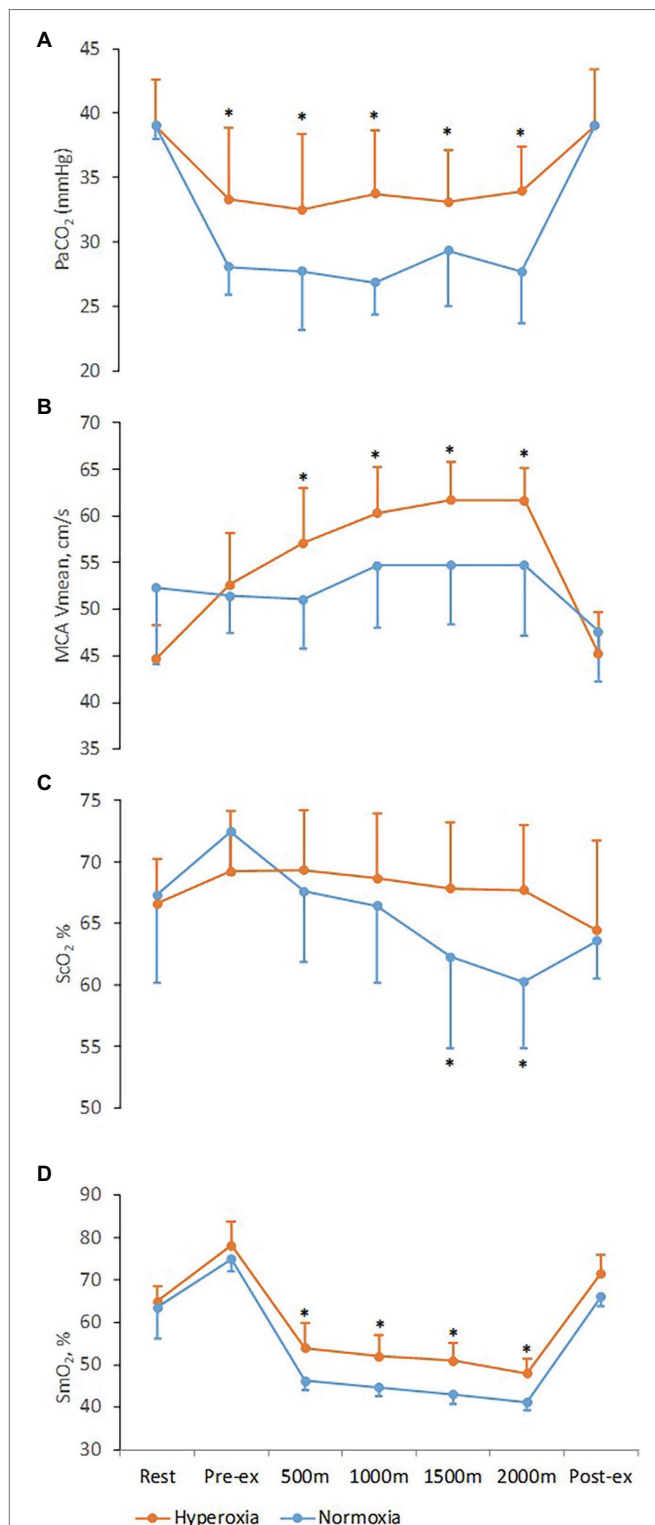 A
PaCO₂ (mmHg)
45
40
35
30
25
20
* * * * *
B
MCA Vmean, cm/s
70
65
60
55
50
45
40
35
* * * *
C
ScO₂ %
75
70
65
60
55
50
* *
D
SmO₂, %
90
80
70
60
50
40
30
* * * *
Rest Pre-ex 500m 1000m 1500m 2000m Post-ex
Hyperoxia Normoxia